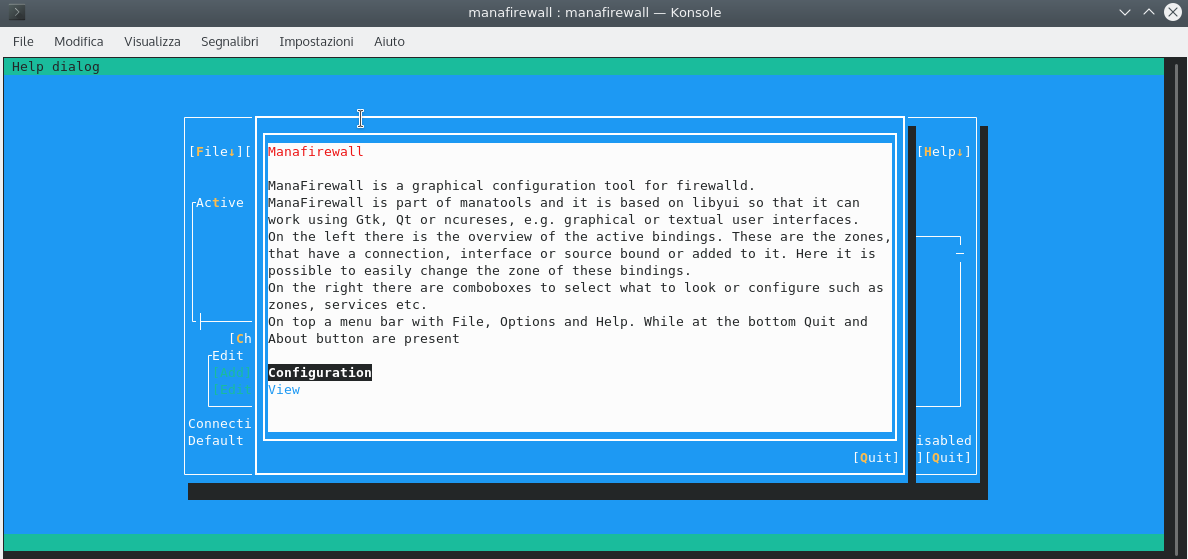 manafirewall : manafirewall — Konsole
File Modifica Visualizza Segnalibri Impostazioni Aiuto
Help dialog
[File↓][
[Help↓]
Manafirewall
ManaFirewall is a graphical configuration tool for firewalld.
ManaFirewall is part of manatools and it is based on libyui so that it can
work using Gtk, Qt or ncureses, e.g. graphical or textual user interfaces.
On the left there is the overview of the active bindings. These are the zones,
that have a connection, interface or source bound or added to it. Here it is
possible to easily change the zone of these bindings.
On the right there are comboboxes to select what to look or configure such as
zones, services etc.
On top a menu bar with File, Options and Help. While at the bottom Quit and
About button are present
Configuration
View
[Quit]
Active
[Ch
Edit
[Add]
[Edit
Connecti
Default
isabled
][Quit]